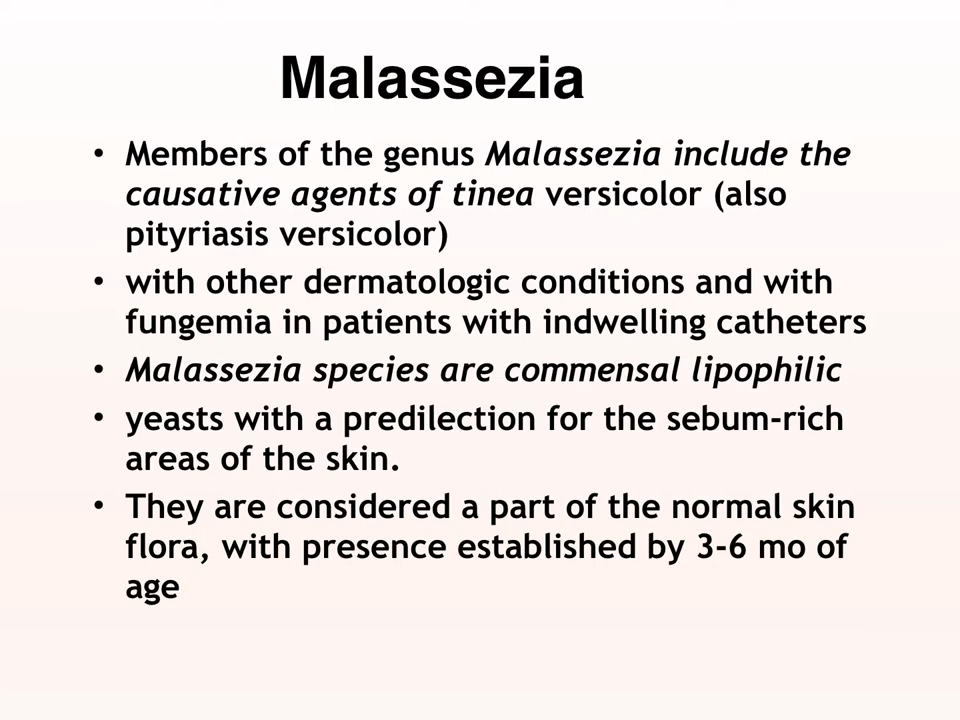 Malassezia
• Members of the genus Malassezia include the
causative agents of tinea versicolor (also
pityriasis versicolor)
• with other dermatologic conditions and with
fungemia in patients with indwelling catheters
• Malassezia species are commensal lipophilic
• yeasts with a predilection for the sebum-rich
areas of the skin.
• They are considered a part of the normal skin
flora, with presence established by 3-6 mo of
age